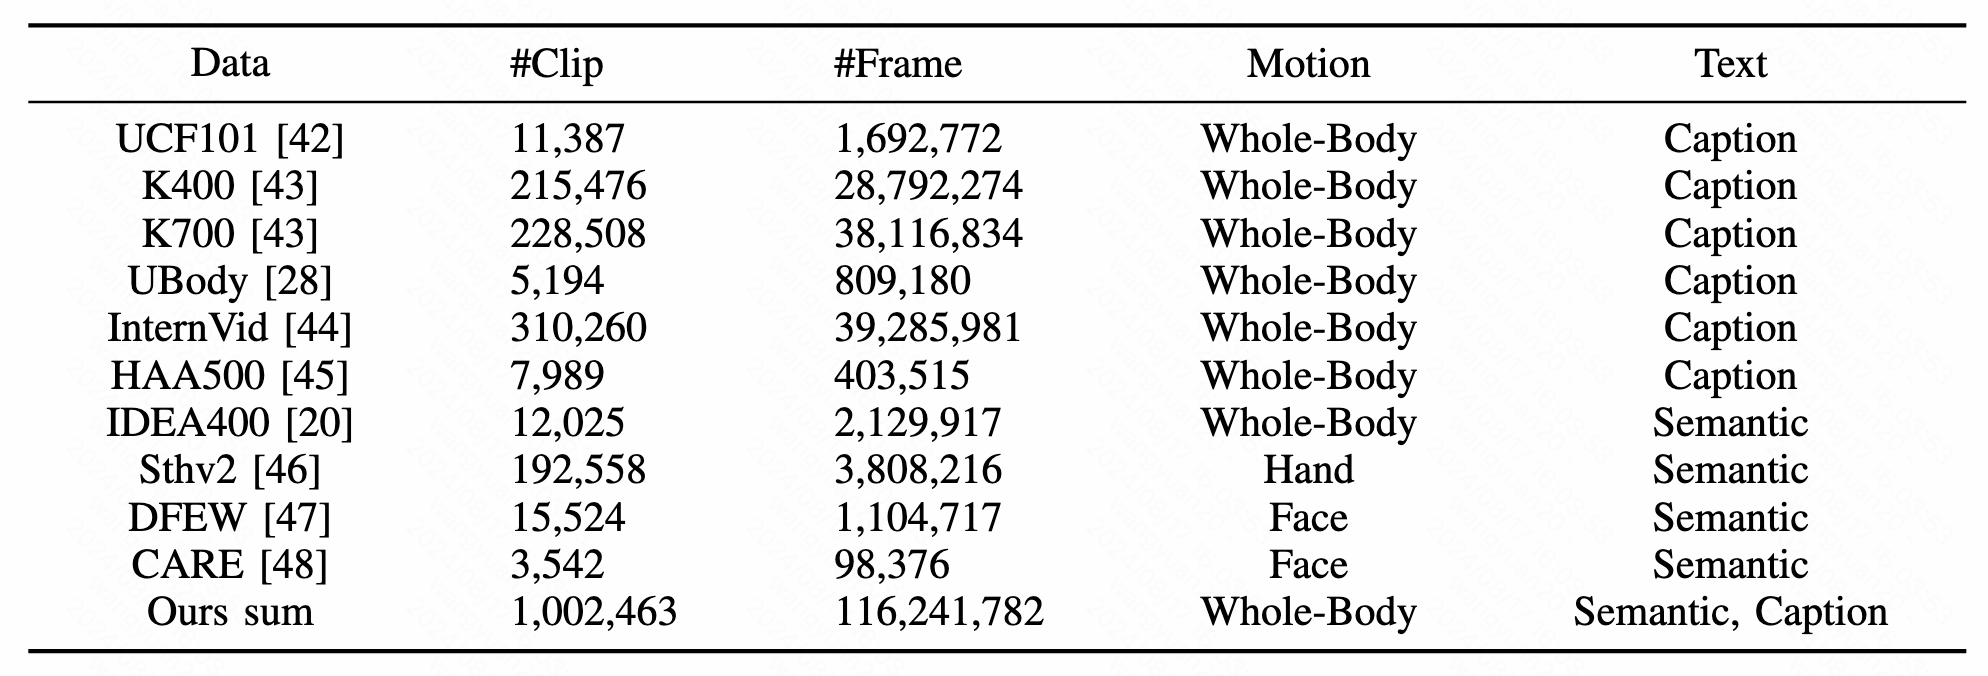 Data #Clip #Frame Motion Text
UCF101 [42] 11,387 1,692,772 Whole-Body Caption
K400 [43] 215,476 28,792,274 Whole-Body Caption
K700 [43] 228,508 38,116,834 Whole-Body Caption
UBody [28] 5,194 809,180 Whole-Body Caption
InternVid [44] 310,260 39,285,981 Whole-Body Caption
HAA500 [45] 7,989 403,515 Whole-Body Caption
IDEA400 [20] 12,025 2,129,917 Whole-Body Semantic
Sthv2 [46] 192,558 3,808,216 Hand Semantic
DFEW [47] 15,524 1,104,717 Face Semantic
CARE [48] 3,542 98,376 Face Semantic
Ours sum 1,002,463 116,241,782 Whole-Body Semantic, Caption